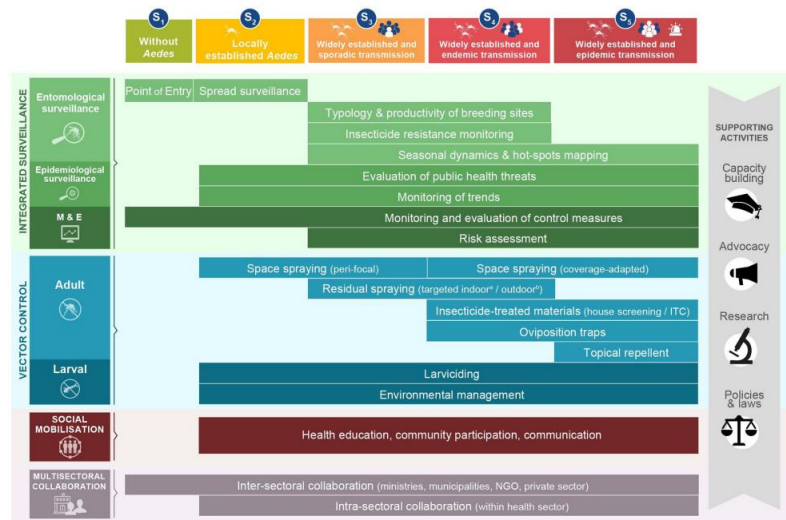 S1
S2
S3
S4
S5
Without
Aedes
Locally
established Aedes
Widely established and
sporadic transmission
Widely established and
endemic transmission
Widely established and
epidemic transmission
INTEGRATED SURVEILLANCE
Entomological
surveillance
Point of Entry
Spread surveillance
Typology & productivity of breeding sites
Insecticide resistance monitoring
Seasonal dynamics & hot-spots mapping
Epidemiological
surveillance
Evaluation of public health threats
Monitoring of trends
M & E
Monitoring and evaluation of control measures
Risk assessment
VECTOR CONTROL
Adult
Space spraying (peri-focal)
Space spraying (coverage-adapted)
Residual spraying (targeted indoorᵃ / outdoorᵇ)
Insecticide-treated materials (house screening / ITC)
Oviposition traps
Topical repellent
Larval
Larviciding
Environmental management
SOCIAL
MOBILISATION
Health education, community participation, communication
MULTISECTORAL
COLLABORATION
Inter-sectoral collaboration (ministries, municipalities, NGO, private sector)
Intra-sectoral collaboration (within health sector)
SUPPORTING
ACTIVITIES
Capacity
building
Advocacy
Research
Policies
& laws